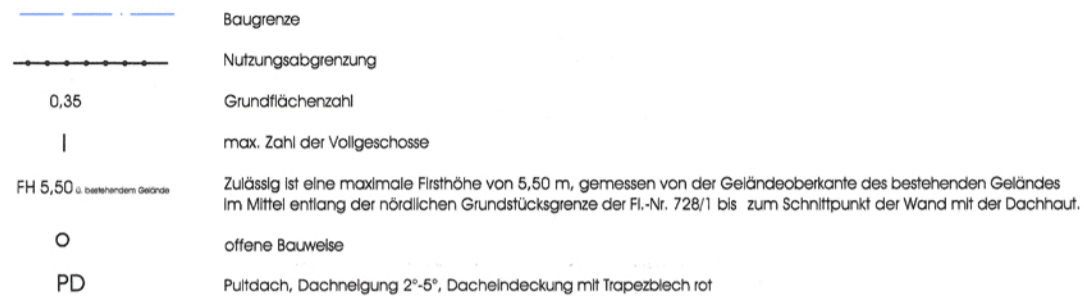 Baugrenze
Nutzungsabgrenzung
0,35 Grundflächenzahl
I max. Zahl der Vollgeschosse
FH 5,50 ü. bestehendem Gelände Zulässig ist eine maximale Firsthöhe von 5,50 m, gemessen von der Geländeoberkante des bestehenden Geländes
im Mittel entlang der nördlichen Grundstücksgrenze der Fl.-Nr. 728/1 bis zum Schnittpunkt der Wand mit der Dachhaut.
O offene Bauweise
PD Pultdach, Dachneigung 2°-5°, Dacheindeckung mit Trapezblech rot